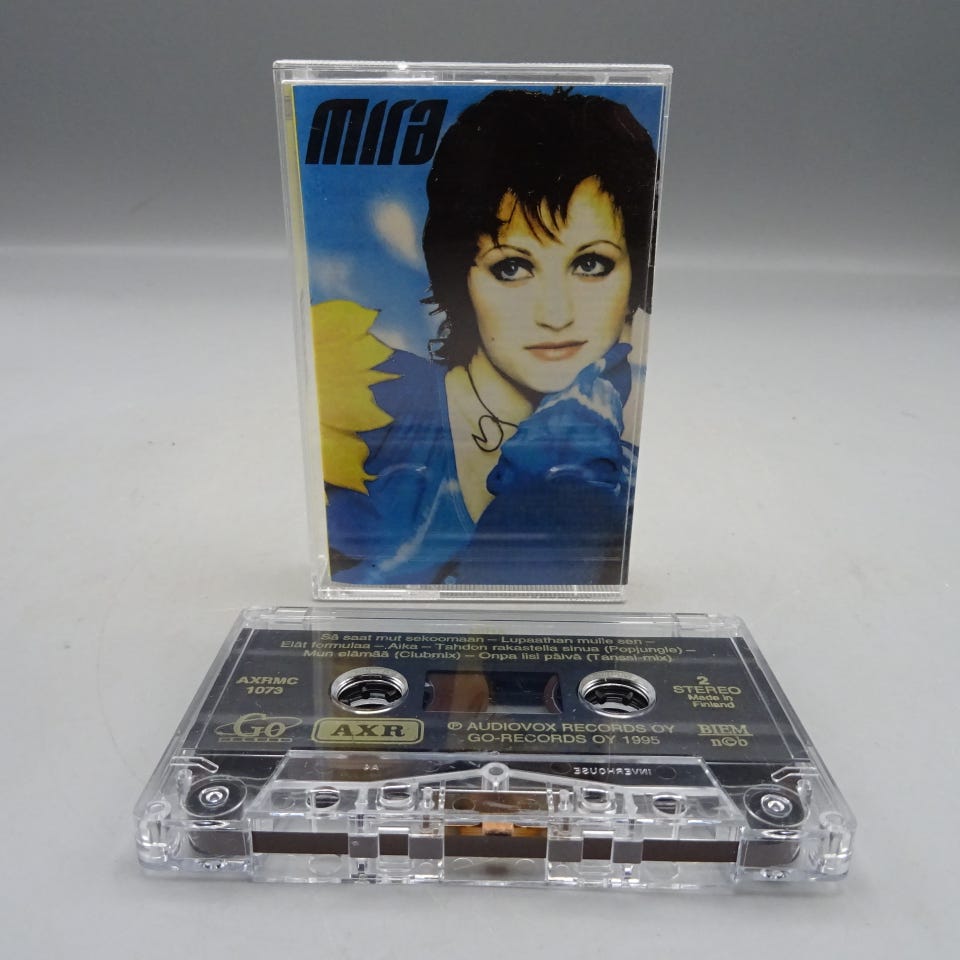 mira
Sä saat mut sekoomaan – Lupaathan mulle sen –
Elät formulaa – Aika – Tahdon rakastella sinua (Popjungle) –
Mun elämää (Clubmix) – Onpa iisi päivä (Tanssi-mix)
AXRMC
1073
2
STEREO
Made in
Finland
Go
AXR
℗ AUDIOVOX RECORDS OY
GO-RECORDS OY 1995
BIEM
n©b
INVERHOUSE